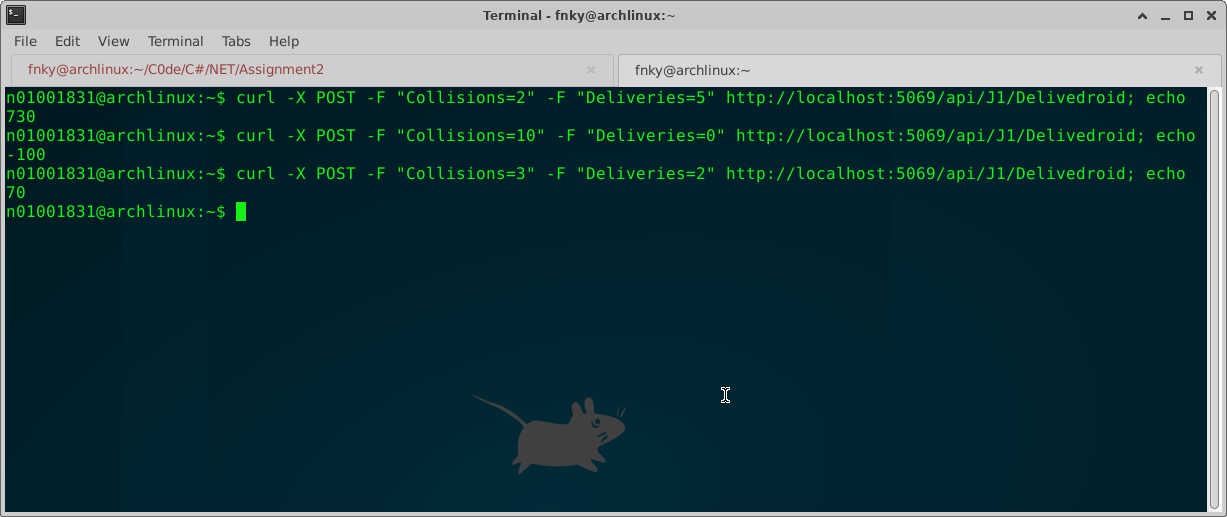 Terminal - fnky@archlinux:~
File Edit View Terminal Tabs Help
fnky@archlinux:~/C0de/C#/NET/Assignment2
fnky@archlinux:~
n01001831@archlinux:~$ curl -X POST -F "Collisions=2" -F "Deliveries=5" http://localhost:5069/api/J1/Delivedroid; echo
730
n01001831@archlinux:~$ curl -X POST -F "Collisions=10" -F "Deliveries=0" http://localhost:5069/api/J1/Delivedroid; echo
-100
n01001831@archlinux:~$ curl -X POST -F "Collisions=3" -F "Deliveries=2" http://localhost:5069/api/J1/Delivedroid; echo
70
n01001831@archlinux:~$